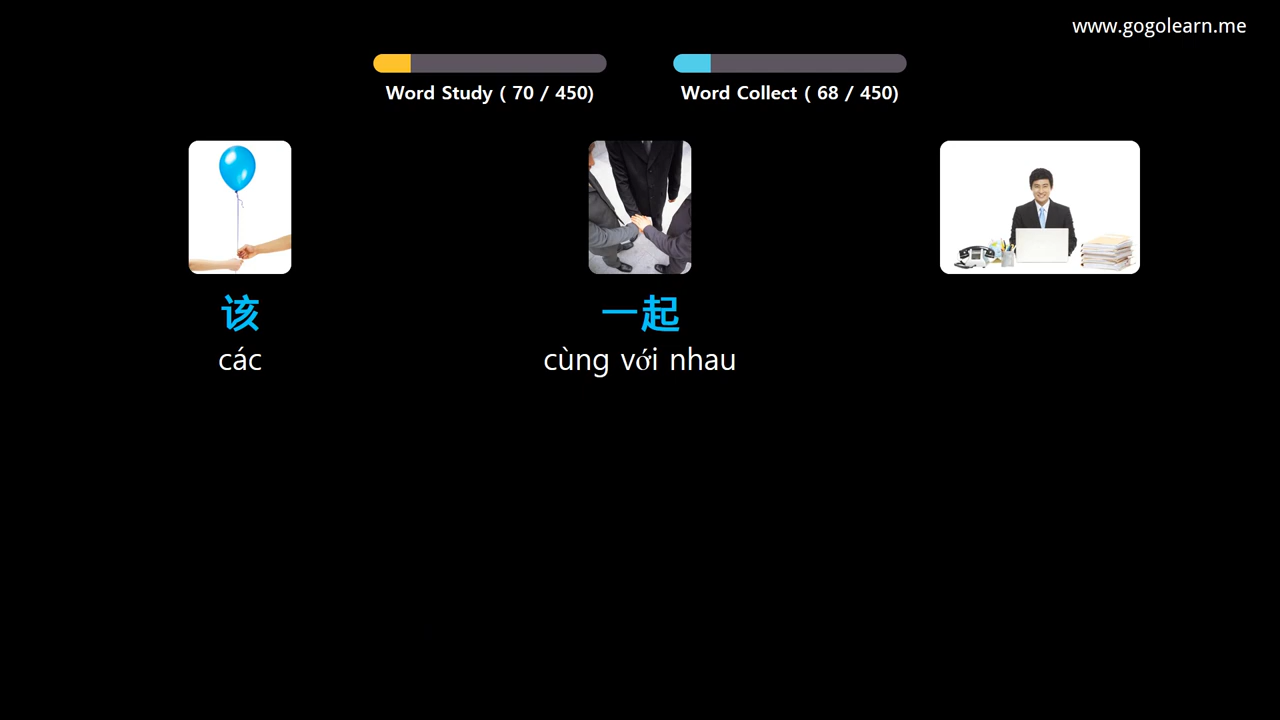 www.gogolearn.me
Word Study ( 70 / 450)
Word Collect ( 68 / 450)
该
các
一起
cùng với nhau